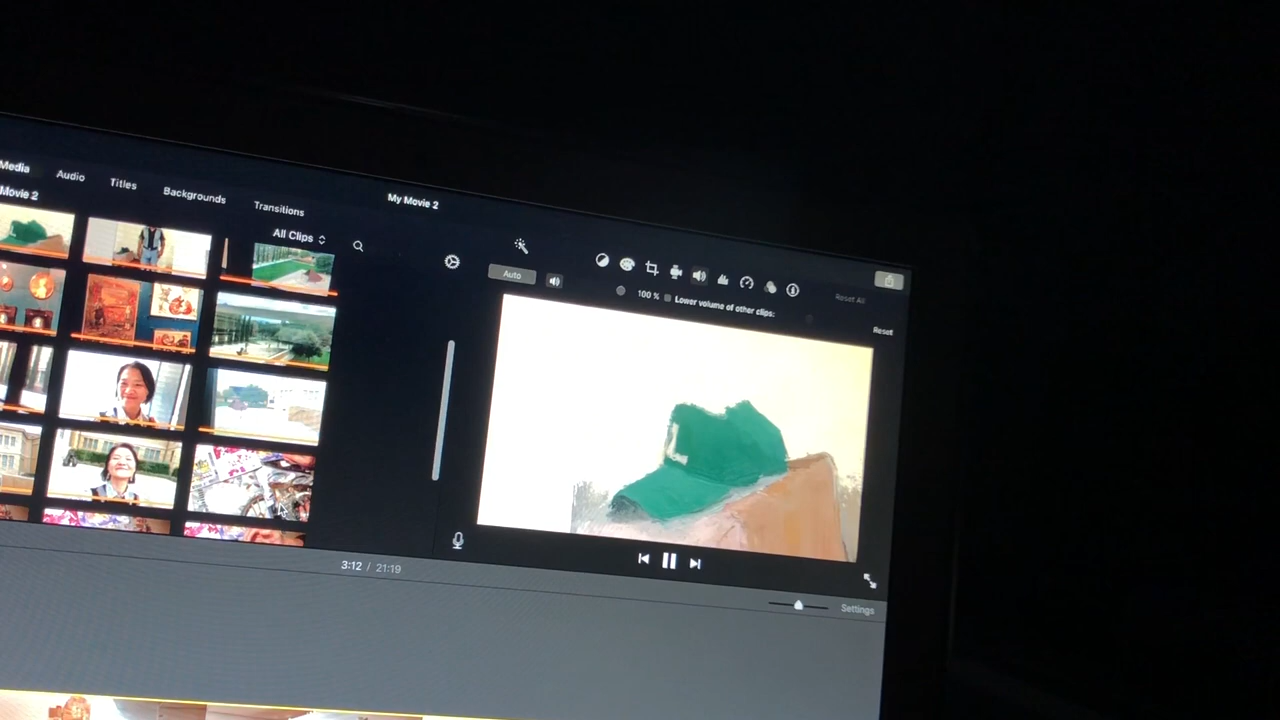 Media Audio Titles Backgrounds Transitions
My Movie 2
Movie 2
All Clips
Auto
100 % Lower volume of other clips:
Reset All
Reset
3:12 / 21:19
Settings